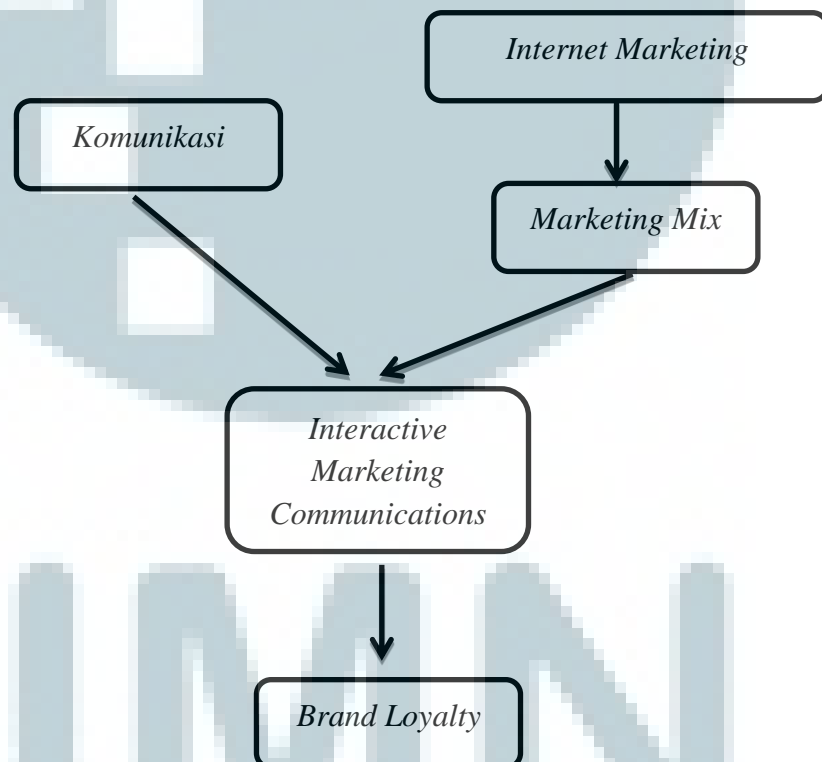 Internet Marketing
Komunikasi
Marketing Mix
Interactive
Marketing
Communications
Brand Loyalty